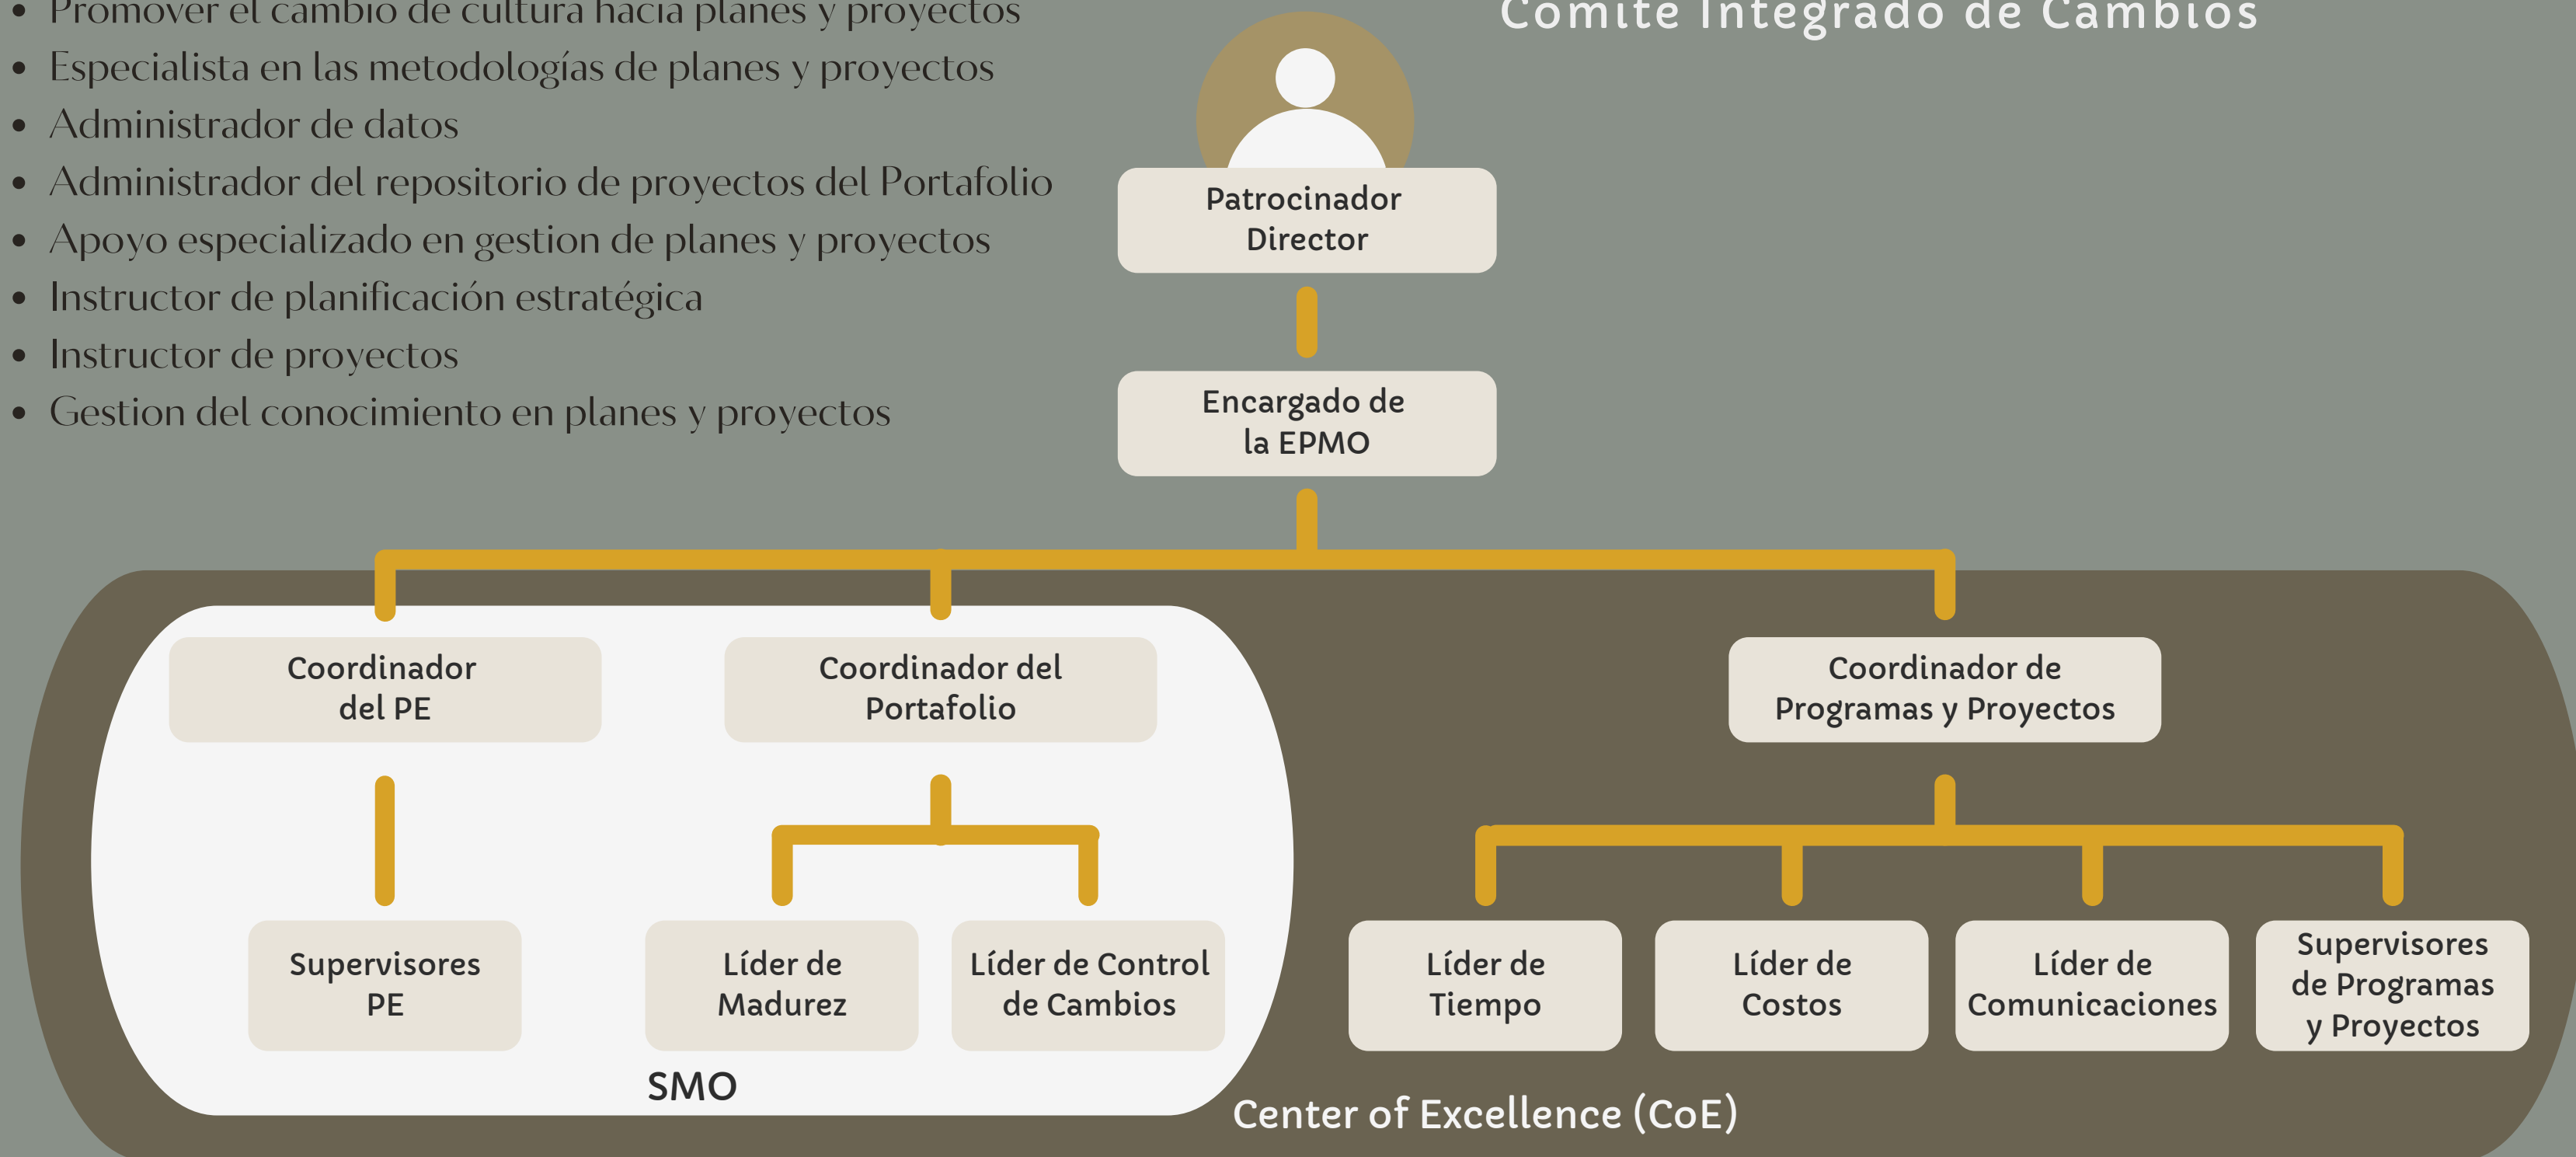 Promover el cambio de cultura hacia planes y proyectos
Especialista en las metodologías de planes y proyectos
Administrador de datos
Administrador del repositorio de proyectos del Portafolio
Apoyo especializado en gestion de planes y proyectos
Instructor de planificación estratégica
Instructor de proyectos
Gestion del conocimiento en planes y proyectos
Comite Integrado de Cambios
Patrocinador
Director
Encargado de
la EPMO
Coordinador
del PE
Coordinador del
Portafolio
Coordinador de
Programas y Proyectos
Supervisores
PE
Líder de
Madurez
Líder de Control
de Cambios
Líder de
Tiempo
Líder de
Costos
Líder de
Comunicaciones
Supervisores
de Programas
y Proyectos
SMO
Center of Excellence (CoE)